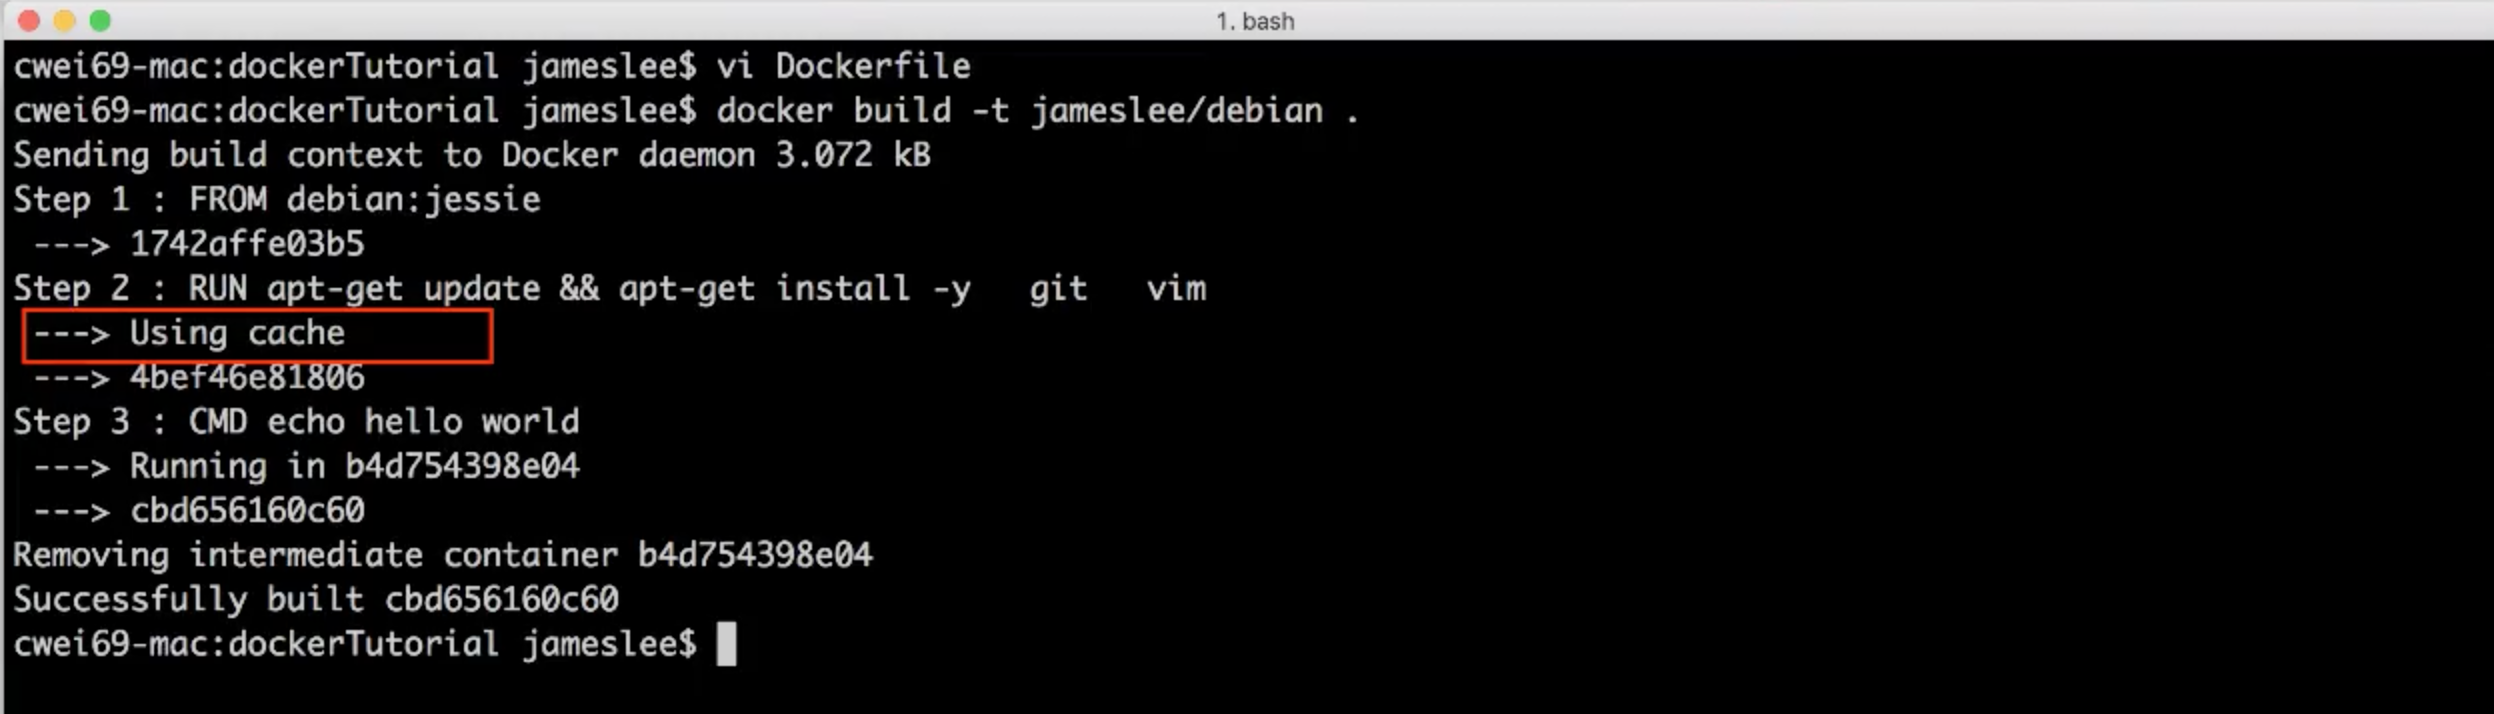 1. bash
cwei69-mac:dockerTutorial jameslee$ vi Dockerfile
cwei69-mac:dockerTutorial jameslee$ docker build -t jameslee/debian .
Sending build context to Docker daemon 3.072 kB
Step 1 : FROM debian:jessie
 ---> 1742affe03b5
Step 2 : RUN apt-get update && apt-get install -y   git   vim
 ---> Using cache
 ---> 4bef46e81806
Step 3 : CMD echo hello world
 ---> Running in b4d754398e04
 ---> cbd656160c60
Removing intermediate container b4d754398e04
Successfully built cbd656160c60
cwei69-mac:dockerTutorial jameslee$